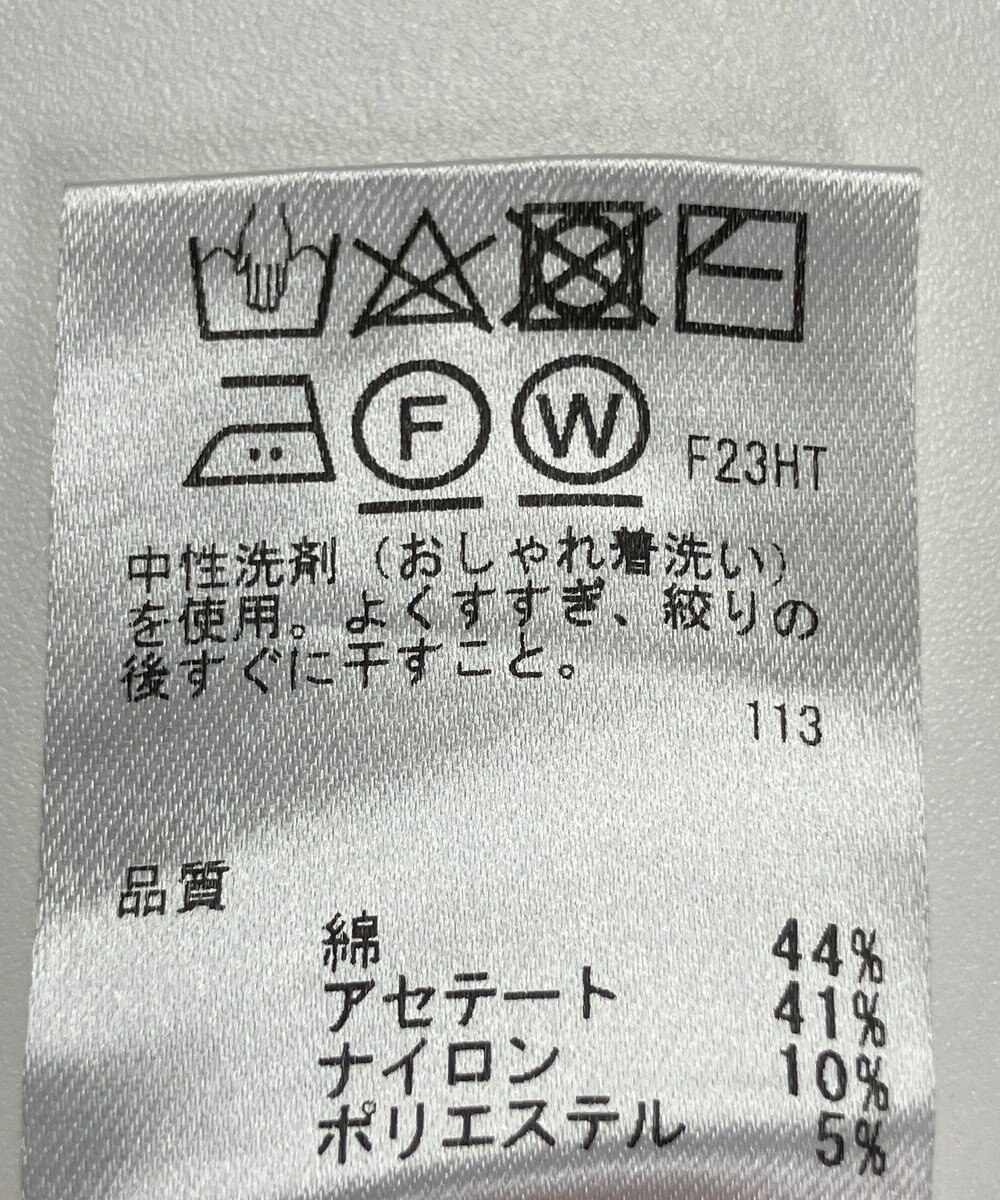 F
W
F23HT
中性洗剤（おしゃれ着洗い）
を使用。よくすすぎ、絞りの
後すぐに干すこと。
113
品質
綿 44%
アセテート 41%
ナイロン 10%
ポリエステル 5%